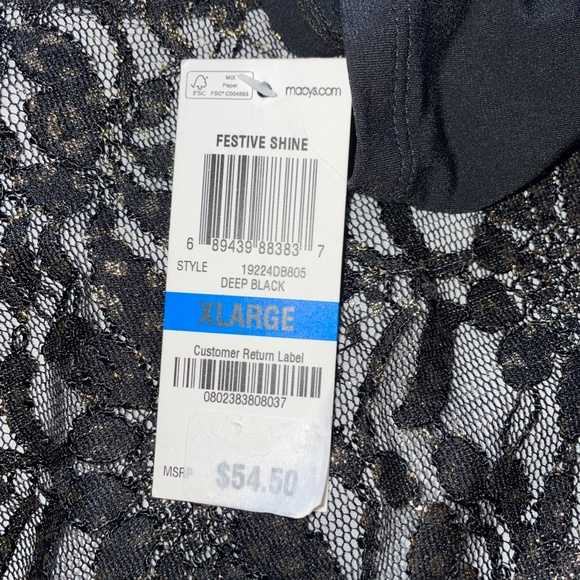 FSC
MIX
Paper
FSC® C004883
macys.com
FESTIVE SHINE
6 89439 88383 7
STYLE 19224DB805
DEEP BLACK
XLARGE
Customer Return Label
0802383808037
MSRP $54.50